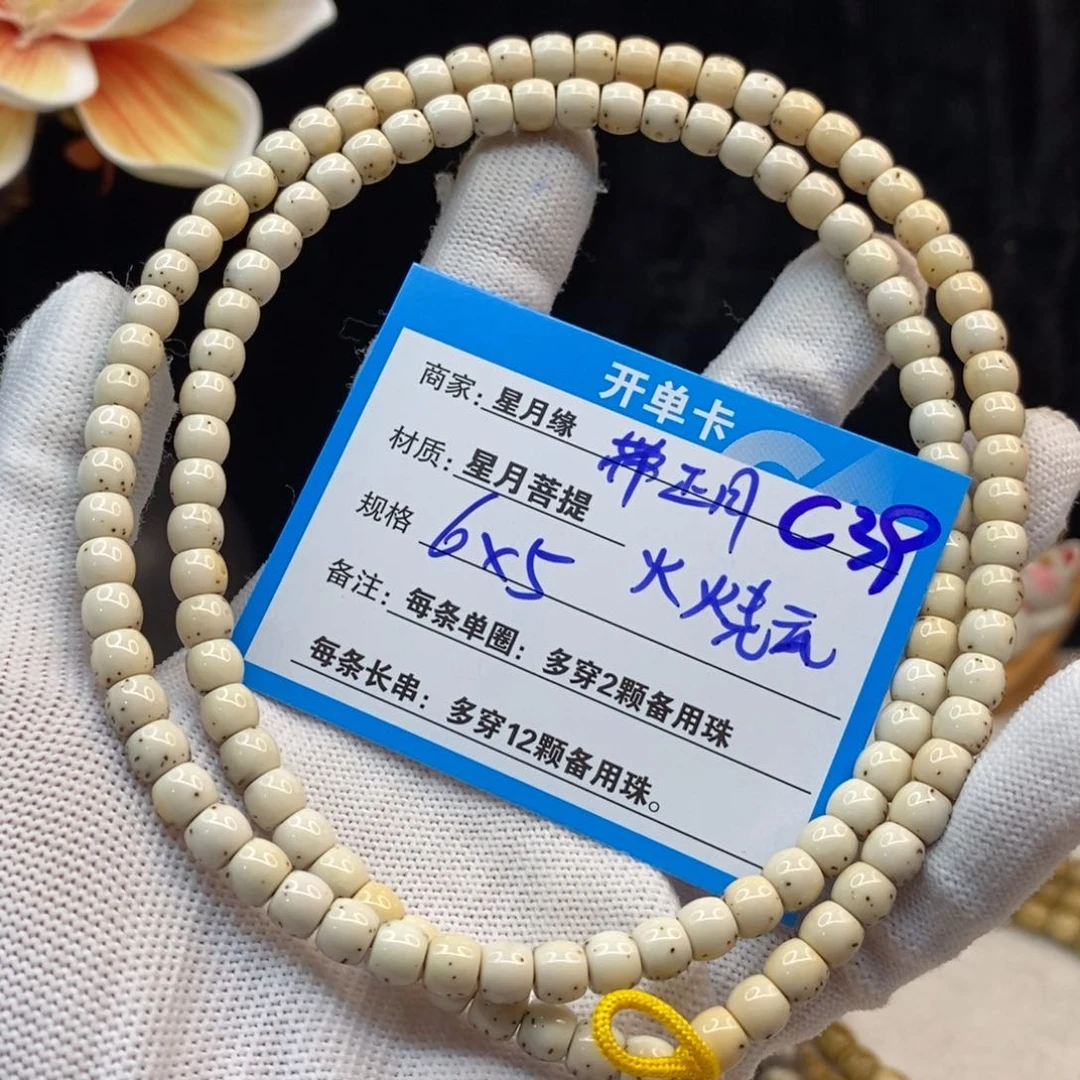 开单卡
商家：星月缘
材质：星月菩提 带正月 C39
规格 6x5 火烧云
备注：每条单圈：多穿2颗备用珠
每条长串：多穿12颗备用珠。